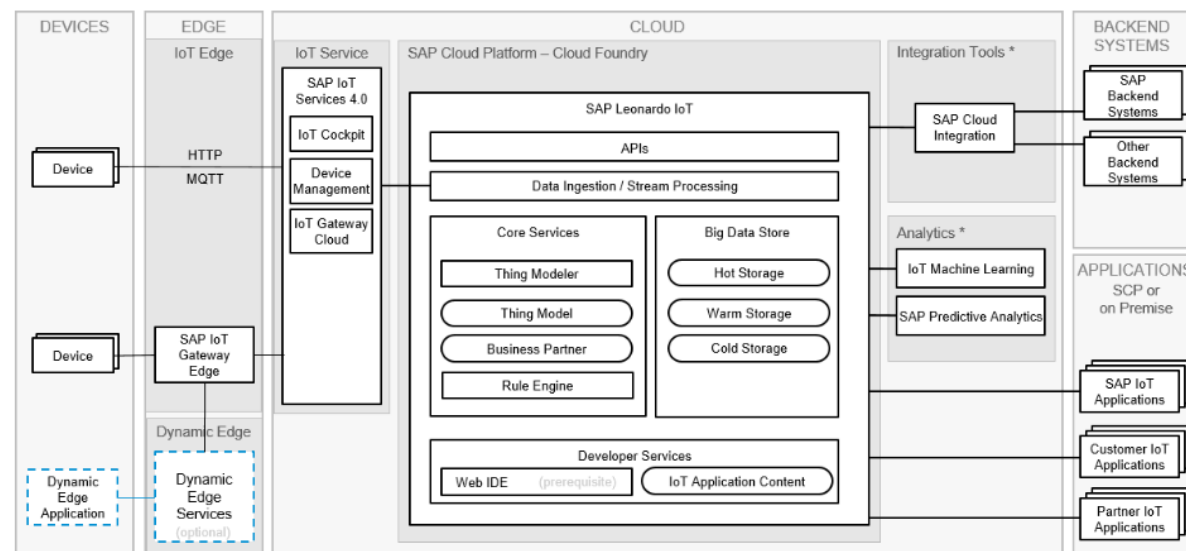 DEVICES
EDGE
CLOUD
BACKEND
SYSTEMS
IoT Edge
IoT Service
SAP Cloud Platform – Cloud Foundry
Integration Tools *
SAP IoT
Services 4.0
IoT Cockpit
Device
Management
IoT Gateway
Cloud
SAP Leonardo IoT
APIs
Data Ingestion / Stream Processing
Core Services
Thing Modeler
Thing Model
Business Partner
Rule Engine
Big Data Store
Hot Storage
Warm Storage
Cold Storage
Developer Services
Web IDE (prerequisite)
IoT Application Content
SAP Cloud
Integration
SAP
Backend
Systems
Other
Backend
Systems
Device
HTTP
MQTT
Analytics *
IoT Machine Learning
SAP Predictive Analytics
APPLICATIONS
SCP or
on Premise
Device
SAP IoT
Gateway
Edge
SAP IoT
Applications
Dynamic Edge
Dynamic
Edge
Application
Dynamic
Edge
Services
(optional)
Customer IoT
Applications
Partner IoT
Applications